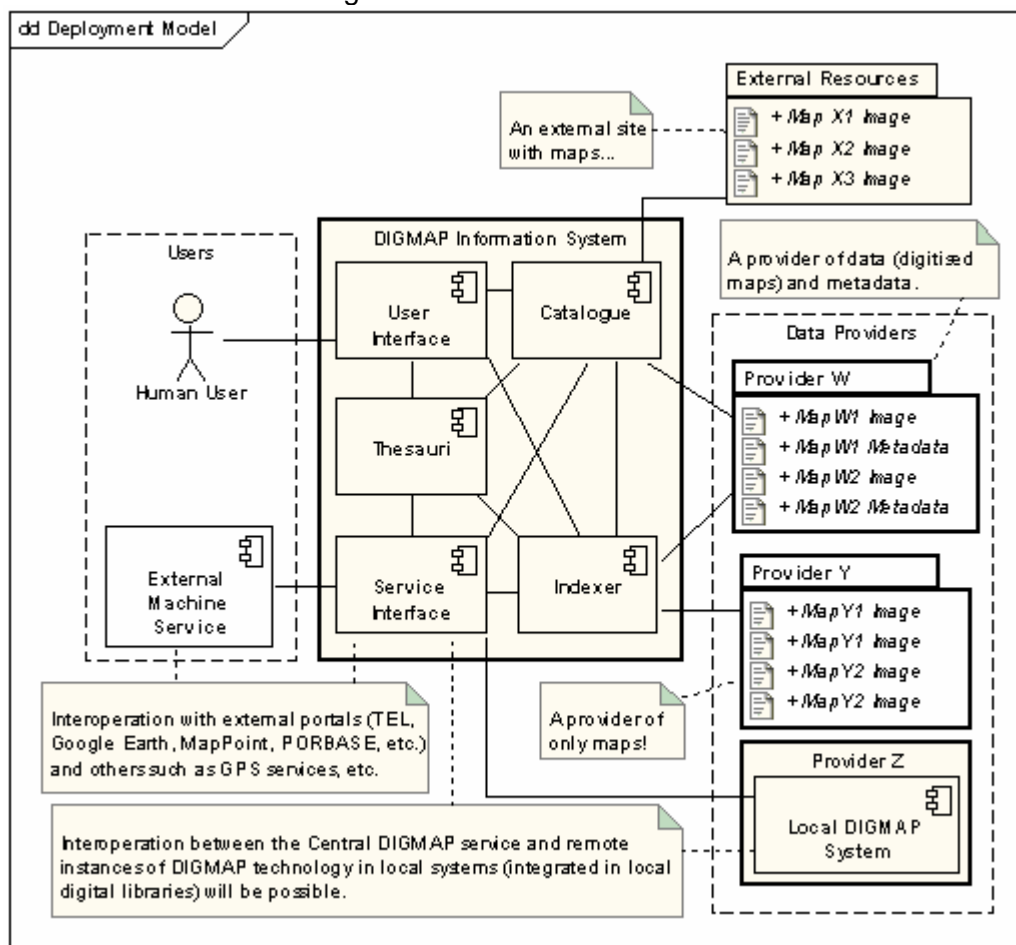 dd Deployment Model
External Resources
+ Map X1 Image
+ Map X2 Image
+ Map X3 Image
An external site
with maps...
Users
Human User
External
Machine
Service
DIGMAP Information System
User
Interface
Catalogue
Thesauri
Service
Interface
Indexer
A provider of data (digitised
maps) and metadata.
Data Providers
Provider W
+ MapW1 Image
+ MapW1 Metadata
+ MapW2 Image
+ MapW2 Metadata
Provider Y
+ MapY1 Image
+ MapY1 Image
+ MapY2 Image
+ MapY2 Image
A provider of
only maps!
Provider Z
Local DIGMAP
System
Interoperation with external portals (TEL,
Google Earth, MapPoint, PORBASE, etc.)
and others such as GPS services, etc.
Interoperation between the Central DIGMAP service and remote
instances of DIGMAP technology in local systems (integrated in local
digital libraries) will be possible.